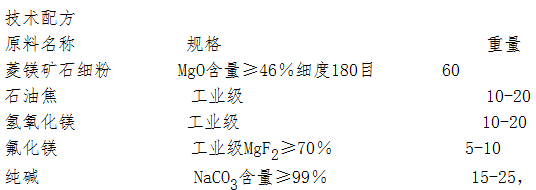 技术配方
原料名称 规格 重量
菱镁矿石细粉 MgO含量≥46%细度180目 60
石油焦 工业级 10-20
氢氧化镁 工业级 10-20
氟化镁 工业级MgF₂≥70% 5-10
纯碱 NaCO₃含量≥99% 15-25,